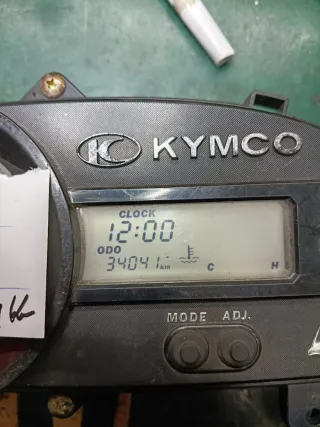 KYMCO
CLOCK
12:00
ODO
34041 km
C H
MODE ADJ.